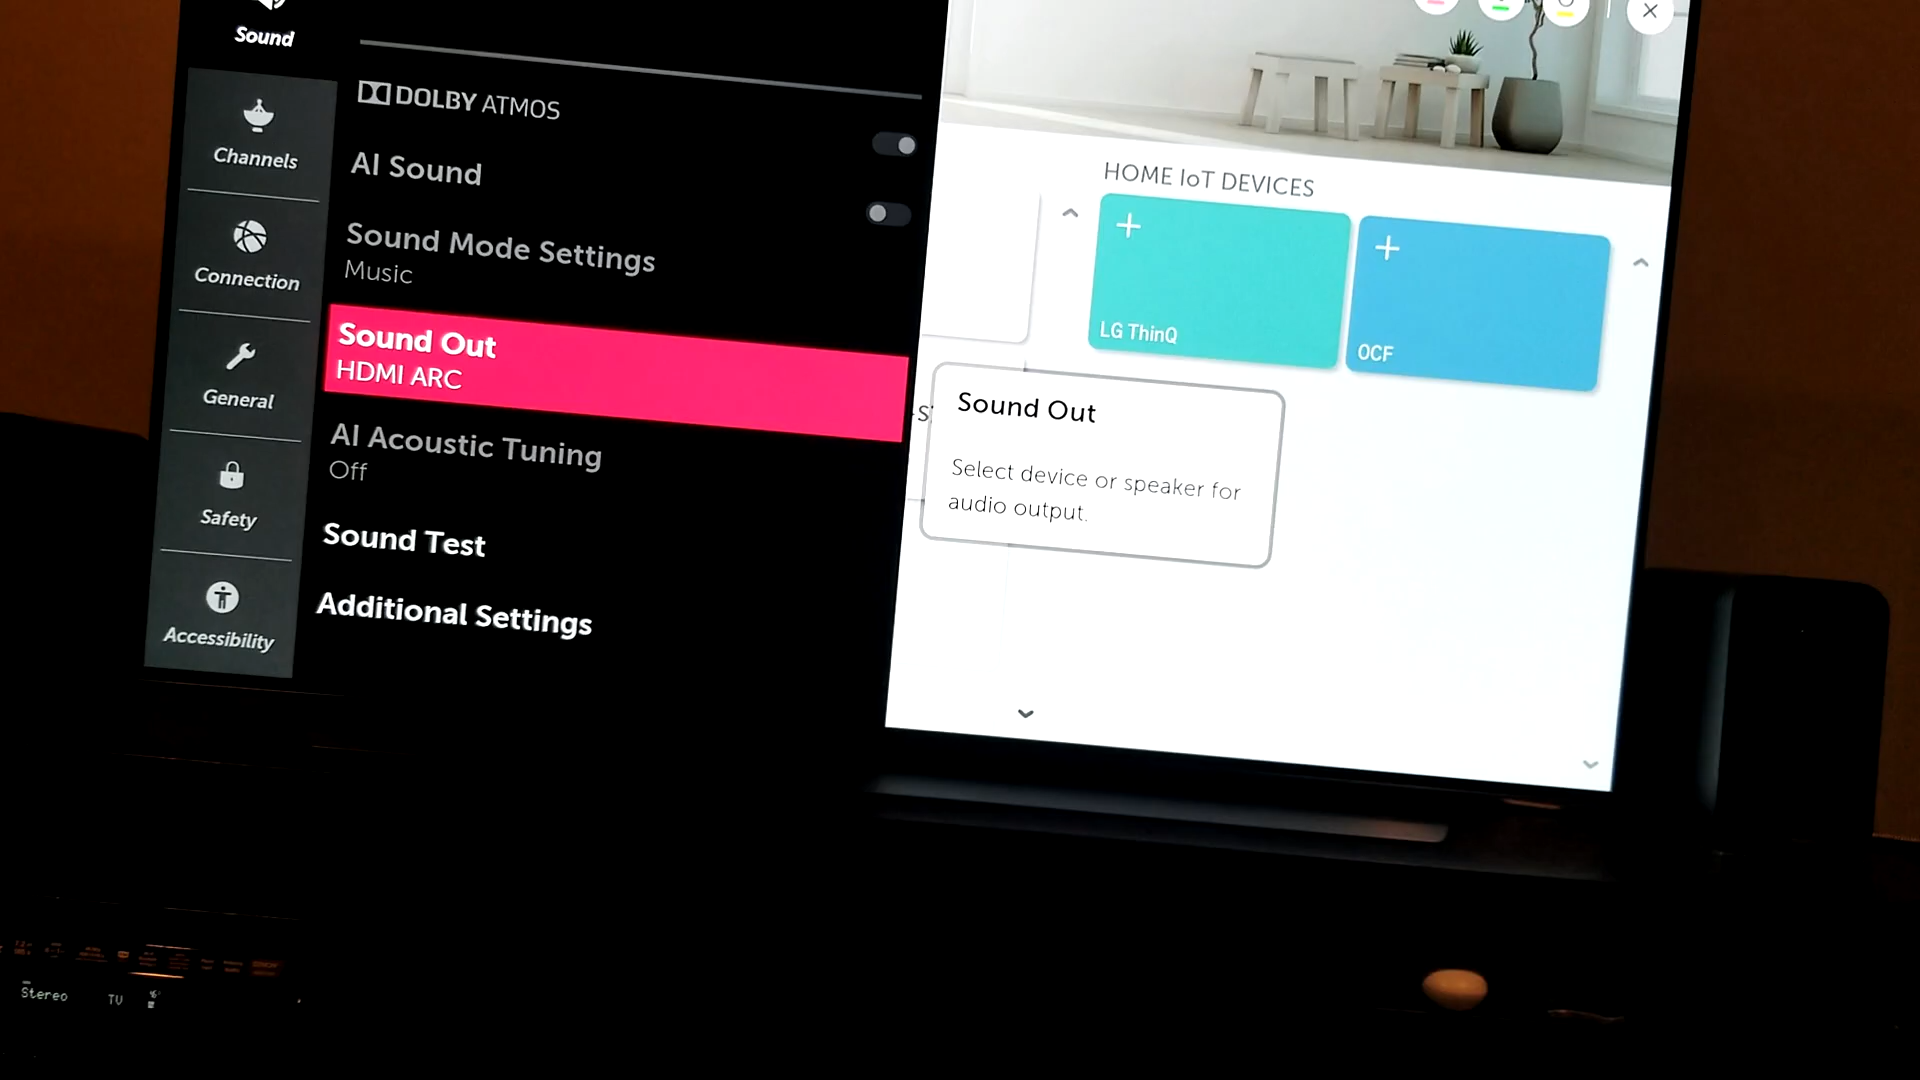 Sound
Channels
Connection
General
Safety
Accessibility
DOLBY ATMOS
AI Sound
Sound Mode Settings
Music
Sound Out
HDMI ARC
AI Acoustic Tuning
Off
Sound Test
Additional Settings
HOME IoT DEVICES
LG ThinQ
OCF
Sound Out
Select device or speaker for
audio output.
Stereo TV